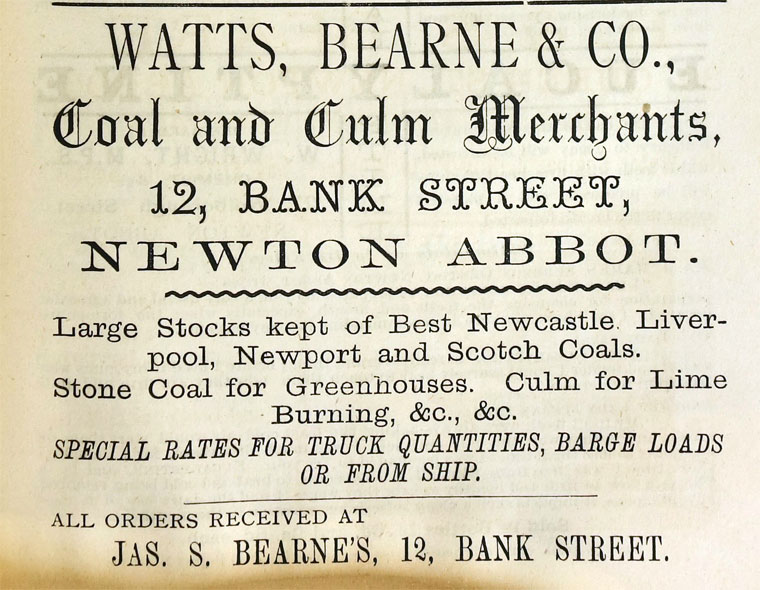 WATTS, BEARNE & CO.,
Coal and Culm Merchants,
12, BANK STREET,
NEWTON ABBOT.
Large Stocks kept of Best Newcastle. Liver-
pool, Newport and Scotch Coals.
Stone Coal for Greenhouses. Culm for Lime
Burning, &c., &c.
SPECIAL RATES FOR TRUCK QUANTITIES, BARGE LOADS
OR FROM SHIP.
ALL ORDERS RECEIVED AT
JAS. S. BEARNE'S, 12, BANK STREET.